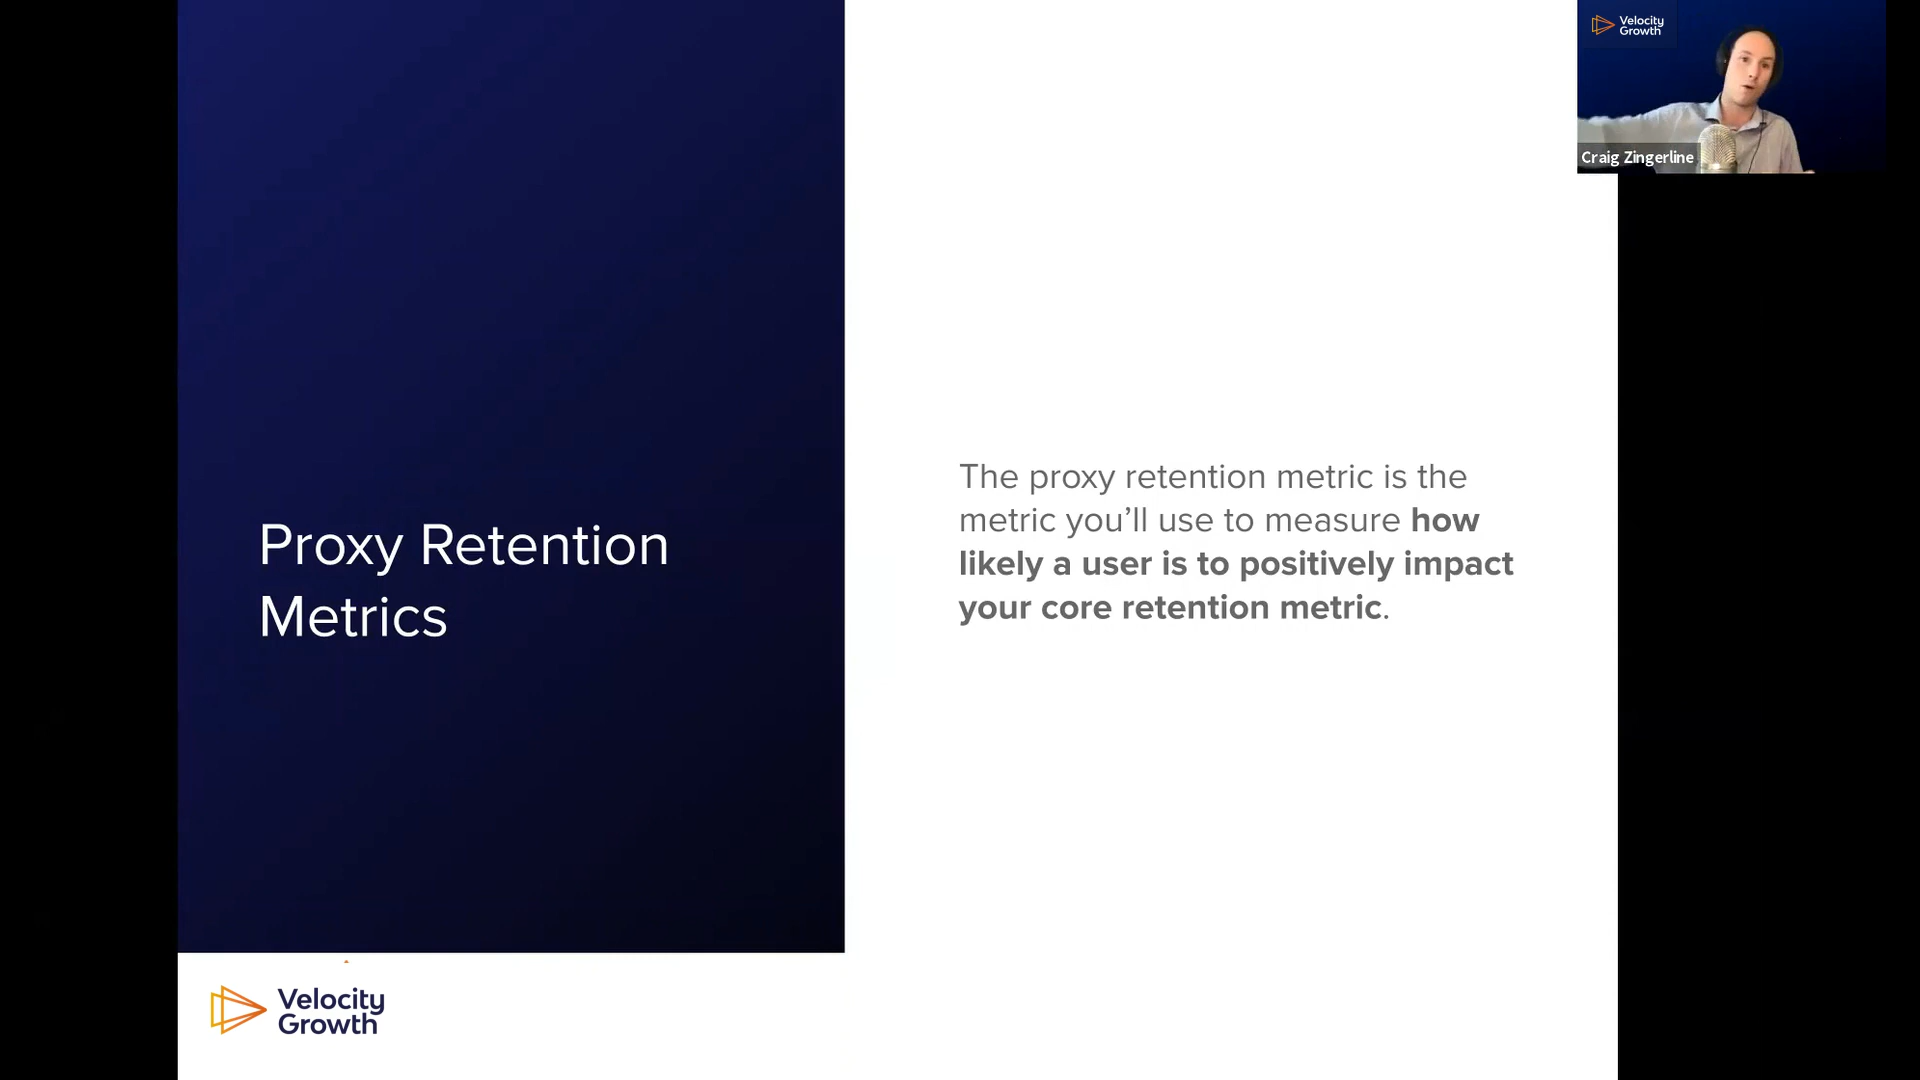 Velocity
Growth
Craig Zingerline
Proxy Retention
Metrics
The proxy retention metric is the
metric you’ll use to measure how
likely a user is to positively impact
your core retention metric.
Velocity
Growth